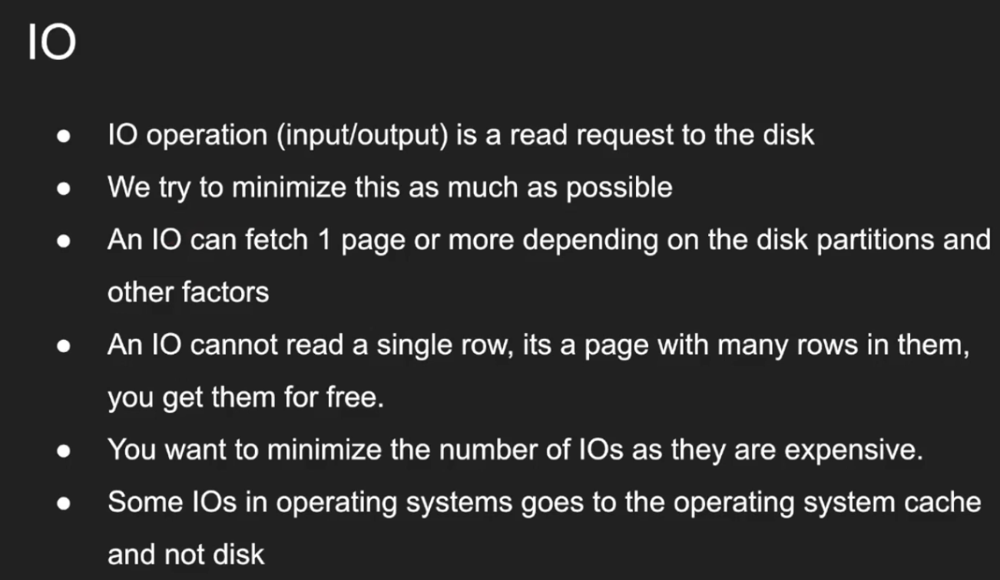 IO
● IO operation (input/output) is a read request to the disk
● We try to minimize this as much as possible
● An IO can fetch 1 page or more depending on the disk partitions and
other factors
● An IO cannot read a single row, its a page with many rows in them,
you get them for free.
● You want to minimize the number of IOs as they are expensive.
● Some IOs in operating systems goes to the operating system cache
and not disk